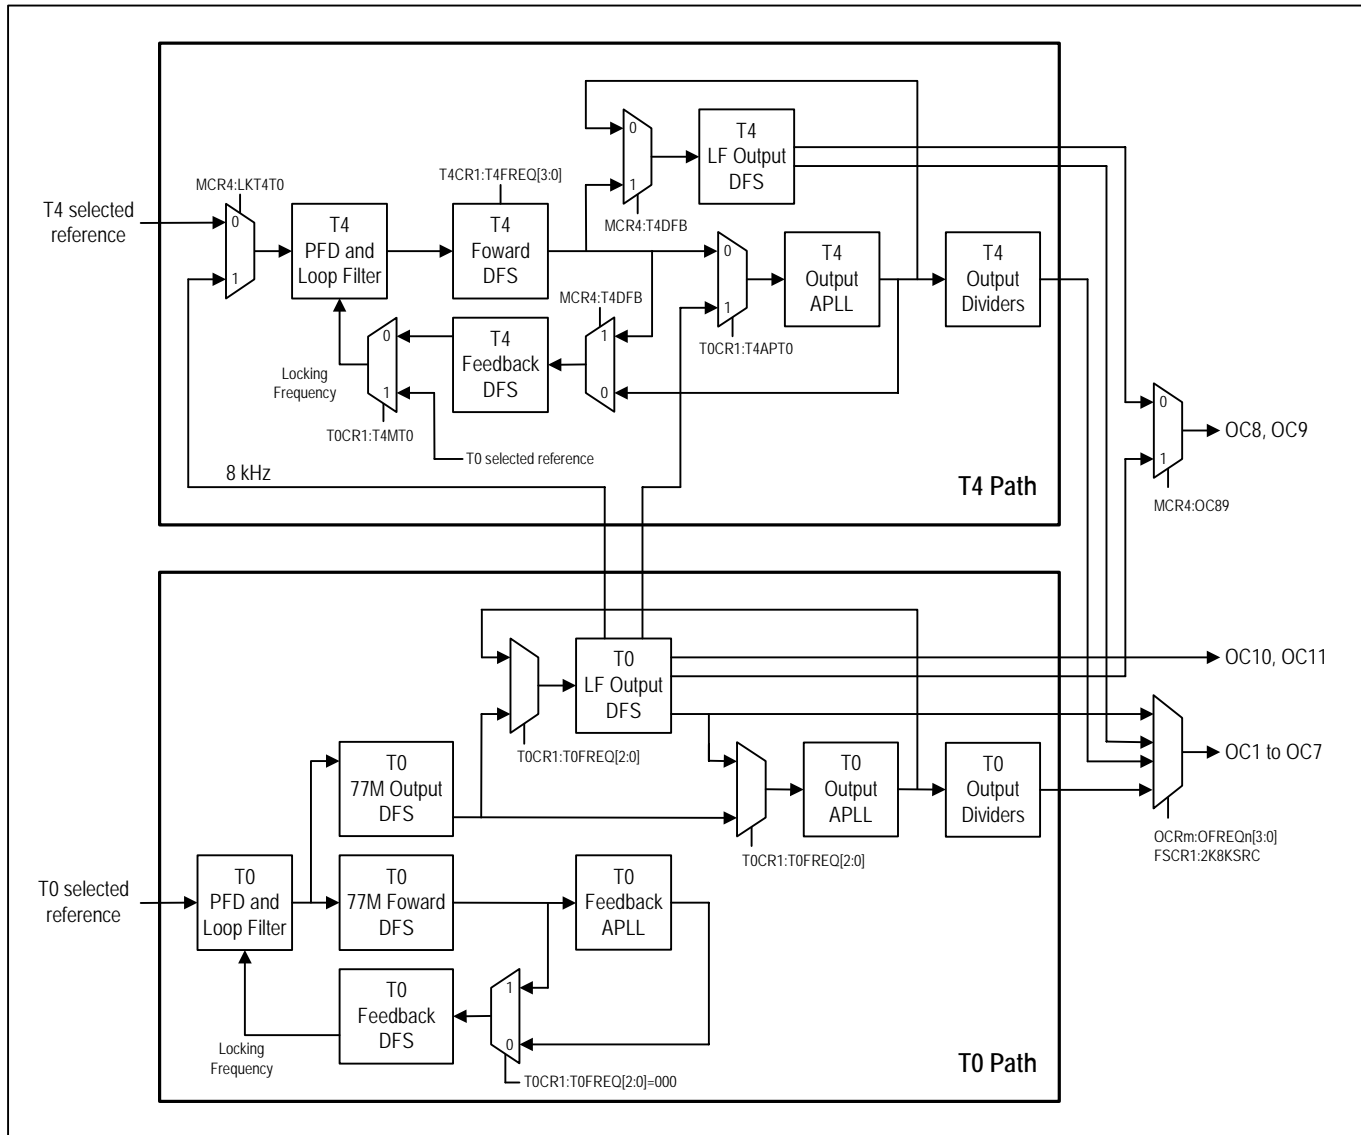 T4
LF Output
DFS
0
1
MCR4:T4DFB
T4CR1:T4FREQ[3:0]
MCR4:LKT4T0
T4 selected
reference
0
1
T4
PFD and
Loop Filter
T4
Foward
DFS
0
1
T0CR1:T4APT0
T4
Output
APLL
T4
Output
Dividers
MCR4:T4DFB
1
0
T4
Feedback
DFS
0
1
Locking
Frequency
T0CR1:T4MT0
T0 selected reference
8 kHz
T4 Path
0
1
OC8, OC9
MCR4:OC89
T0
LF Output
DFS
OC10, OC11
T0CR1:T0FREQ[2:0]
OC1 to OC7
T0
77M Output
DFS
T0
Output
APLL
T0
Output
Dividers
OCRm:OFREQn[3:0]
FSCR1:2K8KSRC
T0CR1:T0FREQ[2:0]
T0 selected
reference
T0
PFD and
Loop Filter
T0
77M Foward
DFS
T0
Feedback
APLL
T0
Feedback
DFS
1
0
Locking
Frequency
T0CR1:T0FREQ[2:0]=000
T0 Path